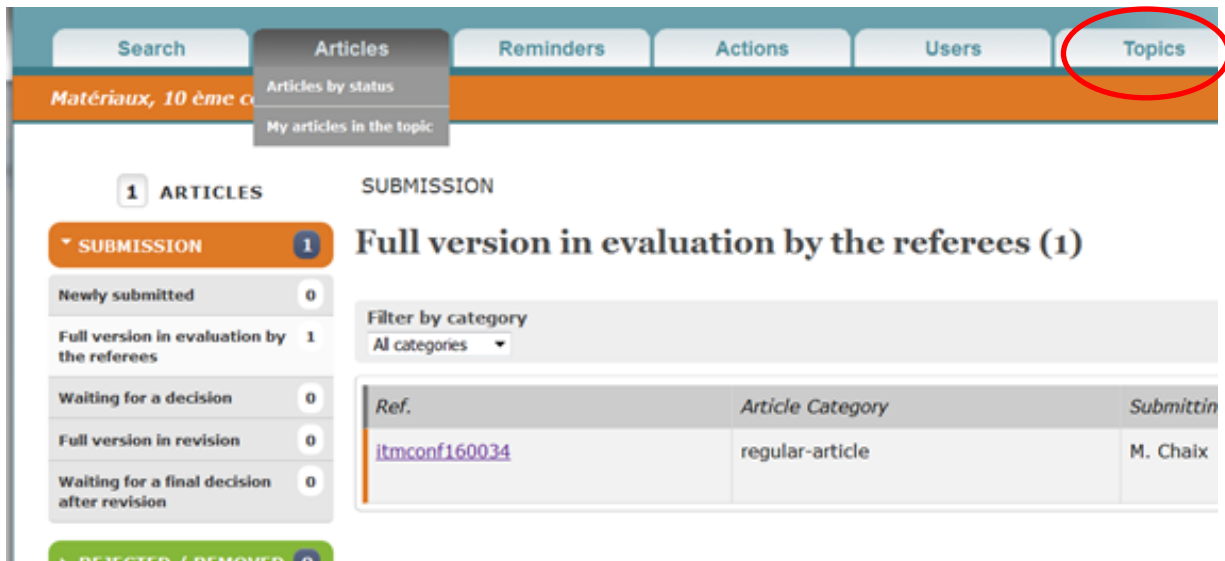 Search Articles Reminders Actions Users Topics
Articles by status
Matériaux, 10 ème
My articles in the topic
1 ARTICLES
SUBMISSION
SUBMISSION 1
Full version in evaluation by the referees (1)
Newly submitted 0
Filter by category
All categories
Full version in evaluation by 1
the referees
Waiting for a decision 0
Ref. Article Category Submittin
Full version in revision 0
itmconf160034 regular-article M. Chaix
Waiting for a final decision 0
after revision